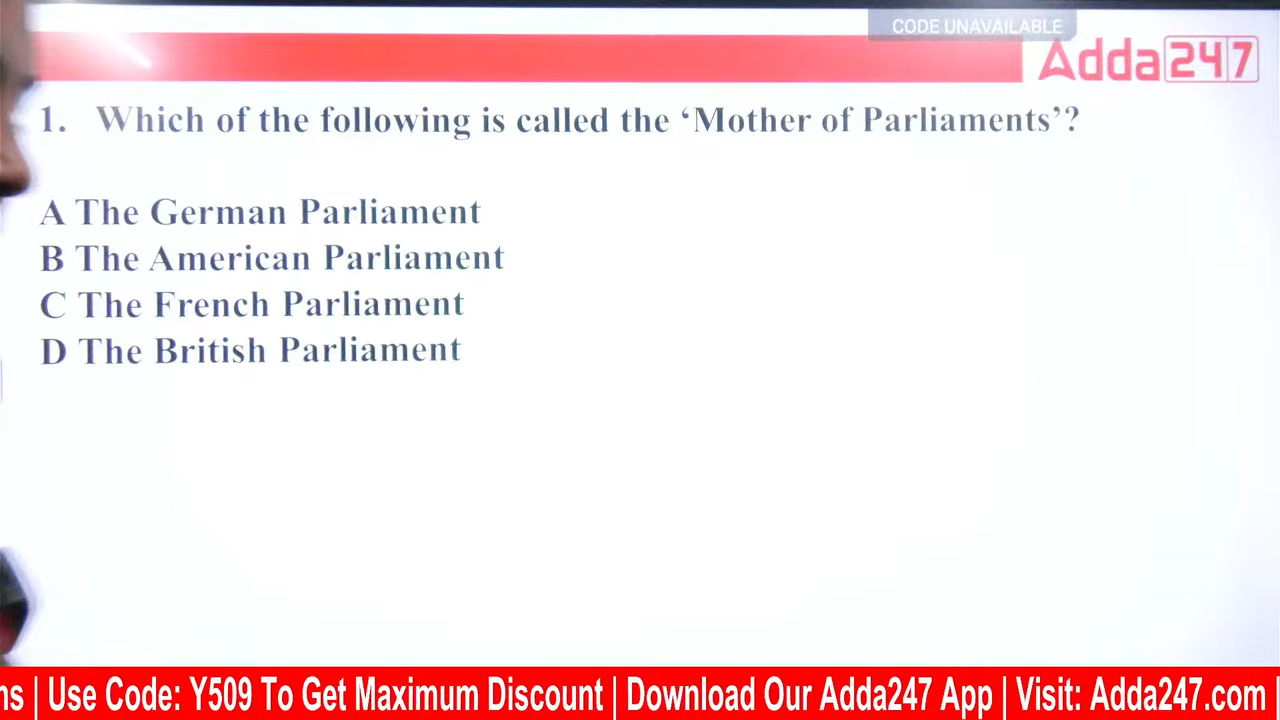 CODE UNAVAILABLE
Adda247
1. Which of the following is called the ‘Mother of Parliaments’?
A The German Parliament
B The American Parliament
C The French Parliament
D The British Parliament
ns | Use Code: Y509 To Get Maximum Discount | Download Our Adda247 App | Visit: Adda247.com |